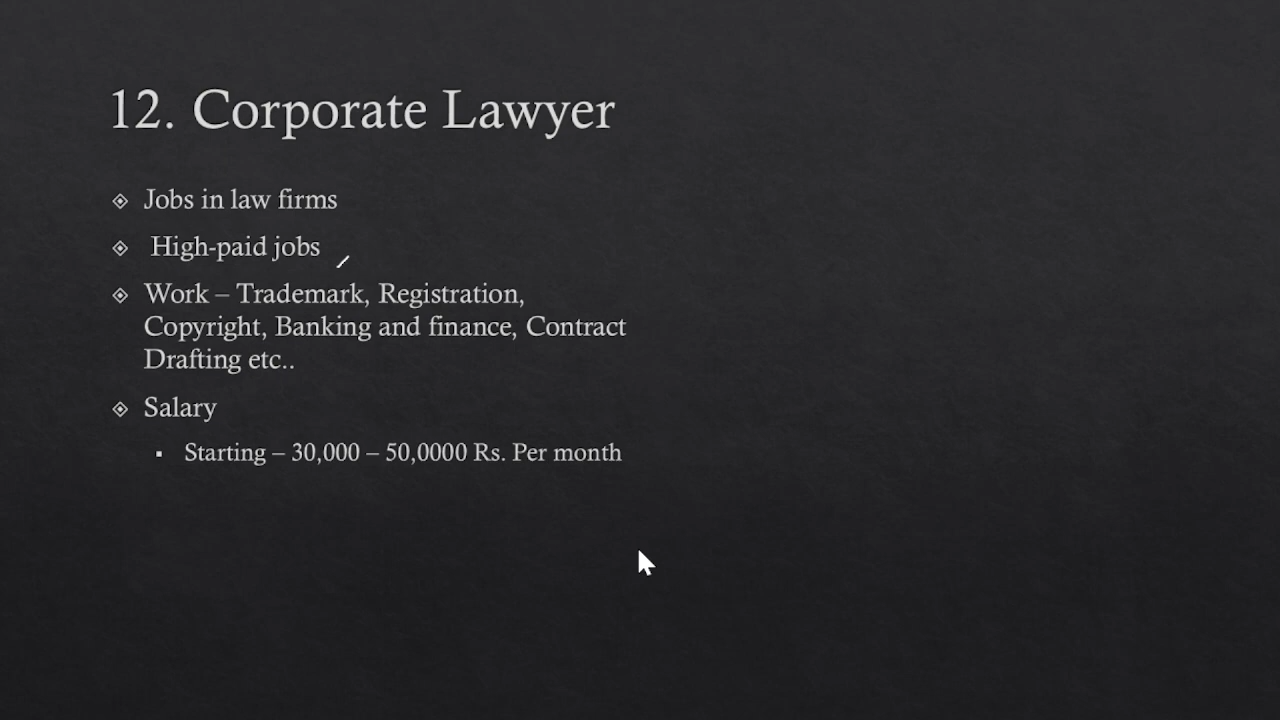 12. Corporate Lawyer
Jobs in law firms
High-paid jobs
Work – Trademark, Registration,
Copyright, Banking and finance, Contract
Drafting etc..
Salary
Starting – 30,000 – 50,0000 Rs. Per month